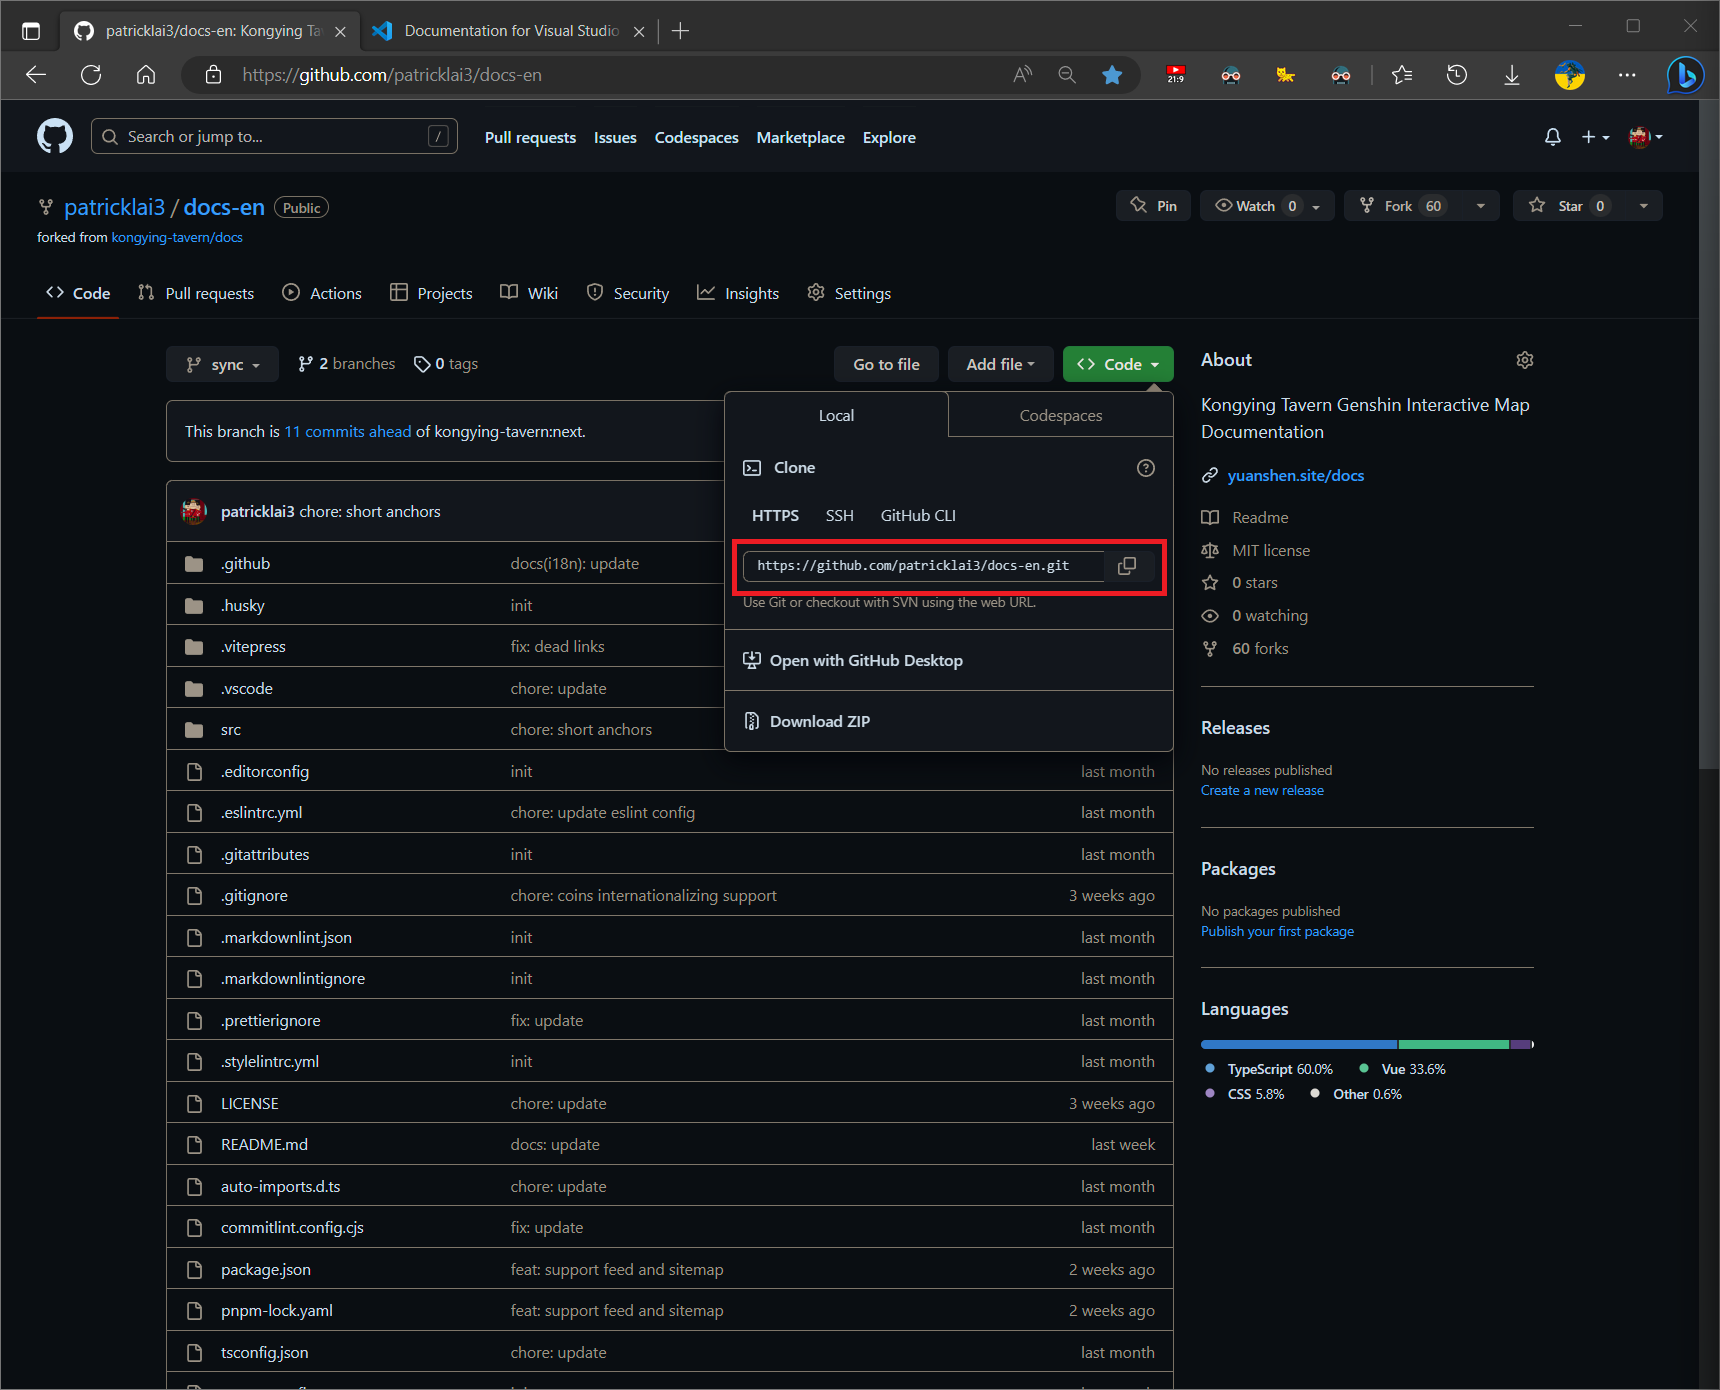 patricklai3/docs-en: Kongying Ta
Documentation for Visual Studio
https://github.com/patricklai3/docs-en
21:9
Search or jump to...
/
Pull requests
Issues
Codespaces
Marketplace
Explore
patricklai3 / docs-en
Public
Pin
Watch 0
Fork 60
Star 0
forked from kongying-tavern/docs
Code
Pull requests
Actions
Projects
Wiki
Security
Insights
Settings
sync
2 branches
0 tags
Go to file
Add file
Code
This branch is 11 commits ahead of kongying-tavern:next.
Local
Codespaces
Clone
HTTPS
SSH
GitHub CLI
https://github.com/patricklai3/docs-en.git
Use Git or checkout with SVN using the web URL.
Open with GitHub Desktop
Download ZIP
patricklai3 chore: short anchors
.github docs(i18n): update
.husky init
.vitepress fix: dead links
.vscode chore: update
src chore: short anchors
.editorconfig init last month
.eslintrc.yml chore: update eslint config last month
.gitattributes init last month
.gitignore chore: coins internationalizing support 3 weeks ago
.markdownlint.json init last month
.markdownlintignore init last month
.prettierignore fix: update last month
.stylelintrc.yml init last month
LICENSE chore: update 3 weeks ago
README.md docs: update last week
auto-imports.d.ts chore: update last month
commitlint.config.cjs fix: update last month
package.json feat: support feed and sitemap 2 weeks ago
pnpm-lock.yaml feat: support feed and sitemap 2 weeks ago
tsconfig.json chore: update last month
About
Kongying Tavern Genshin Interactive Map
Documentation
yuanshen.site/docs
Readme
MIT license
0 stars
0 watching
60 forks
Releases
No releases published
Create a new release
Packages
No packages published
Publish your first package
Languages
TypeScript 60.0%
Vue 33.6%
CSS 5.8%
Other 0.6%